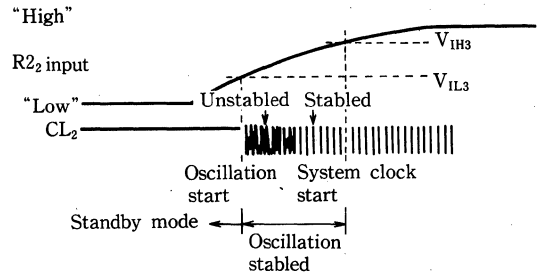 "High"
V_IH3
R2₂ input
V_IL3
"Low"
Unstabled Stabled
CL₂
Oscillation start
System clock start
Standby mode
Oscillation stabled